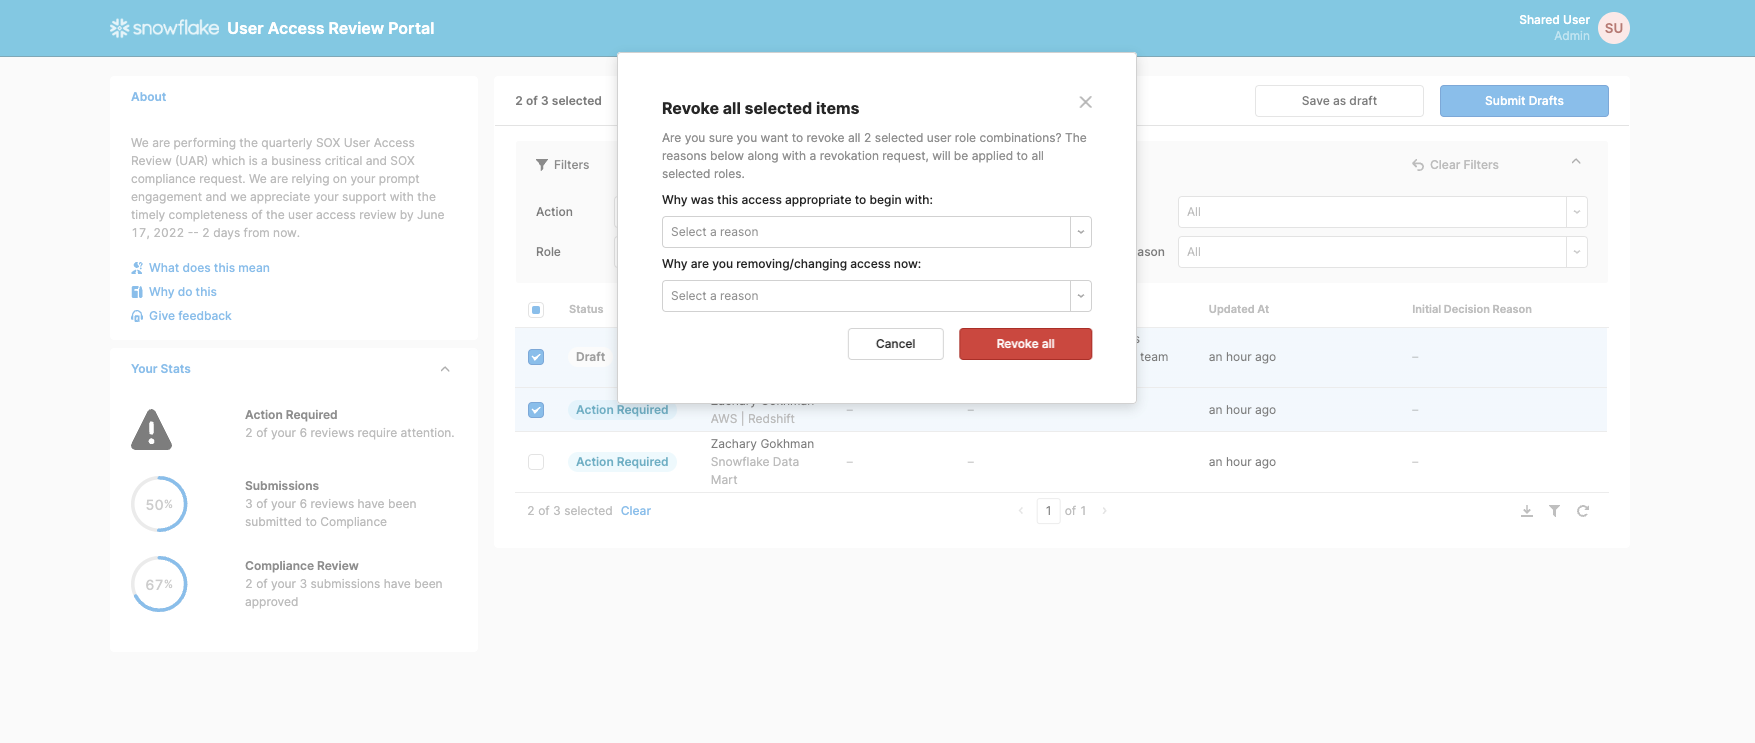 snowflake User Access Review Portal
Shared User
Admin
SU
About
We are performing the quarterly SOX User Access
Review (UAR) which is a business critical and SOX
compliance request. We are relying on your prompt
engagement and we appreciate your support with the
timely completeness of the user access review by June
17, 2022 -- 2 days from now.
What does this mean
Why do this
Give feedback
Your Stats
Action Required
2 of your 6 reviews require attention.
50%
Submissions
3 of your 6 reviews have been
submitted to Compliance
67%
Compliance Review
2 of your 3 submissions have been
approved
2 of 3 selected
Save as draft
Submit Drafts
Filters
Clear Filters
Action
All
Role
ason
All
Status
Updated At
Initial Decision Reason
Draft
s
team
an hour ago
–
Action Required
Zachary Gokhman
AWS | Redshift
–
–
an hour ago
–
Action Required
Zachary Gokhman
Snowflake Data
Mart
–
–
an hour ago
–
2 of 3 selected Clear
1 of 1
Revoke all selected items
Are you sure you want to revoke all 2 selected user role combinations? The
reasons below along with a revokation request, will be applied to all
selected roles.
Why was this access appropriate to begin with:
Select a reason
Why are you removing/changing access now:
Select a reason
Cancel
Revoke all